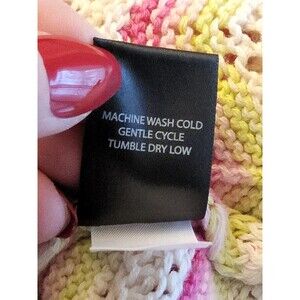 MACHINE WASH COLD
GENTLE CYCLE
TUMBLE DRY LOW